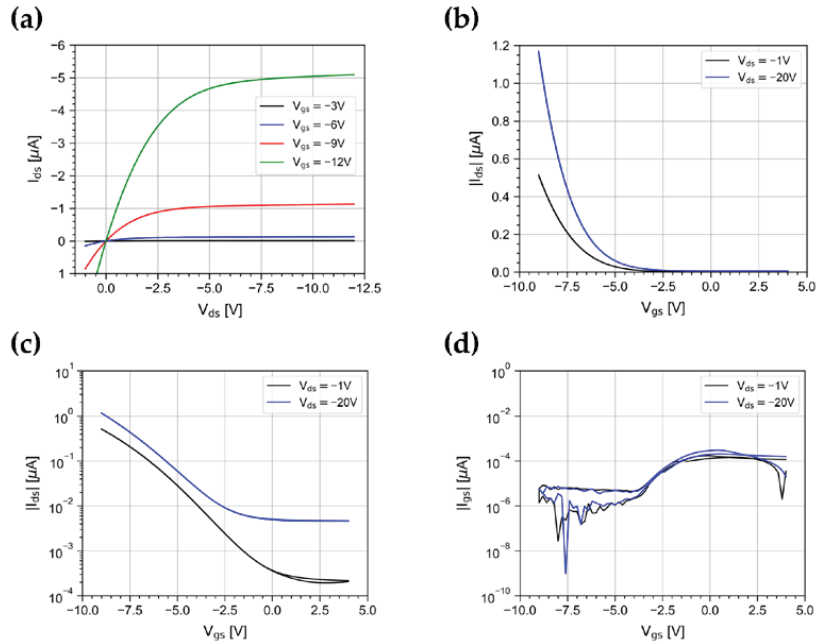 (a)
−6
−5
−4
−3
−2
−1
0
1
I_ds [µA]
0.0 −2.5 −5.0 −7.5 −10.0 −12.5
V_ds [V]
V_gs = −3V
V_gs = −6V
V_gs = −9V
V_gs = −12V
(b)
1.2
1.0
0.8
0.6
0.4
0.2
0.0
|I_ds| [µA]
−10.0 −7.5 −5.0 −2.5 0.0 2.5 5.0
V_gs [V]
V_ds = −1V
V_ds = −20V
(c)
10^1
10^0
10^−1
10^−2
10^−3
10^−4
|I_ds| [µA]
−10.0 −7.5 −5.0 −2.5 0.0 2.5 5.0
V_gs [V]
V_ds = −1V
V_ds = −20V
(d)
10^0
10^−2
10^−4
10^−6
10^−8
10^−10
|I_gs| [µA]
−10.0 −7.5 −5.0 −2.5 0.0 2.5 5.0
V_gs [V]
V_ds = −1V
V_ds = −20V